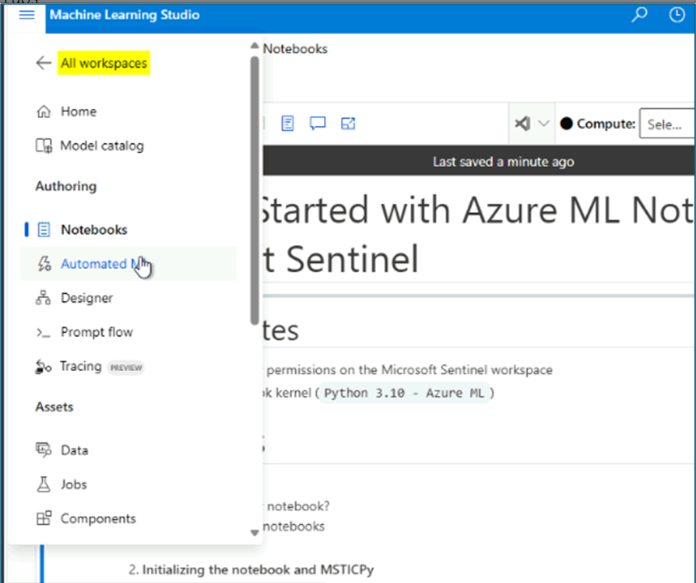 Machine Learning Studio
All workspaces
Notebooks
Home
Model catalog
Compute:
Sele...
Last saved a minute ago
Authoring
Notebooks
Started with Azure ML Not
Automated
t Sentinel
Designer
Prompt flow
tes
Tracing PREVIEW
permissions on the Microsoft Sentinel workspace
k kernel ( Python 3.10 - Azure ML )
Assets
Data
Jobs
notebook?
Components
notebooks
2. Initializing the notebook and MSTICPy